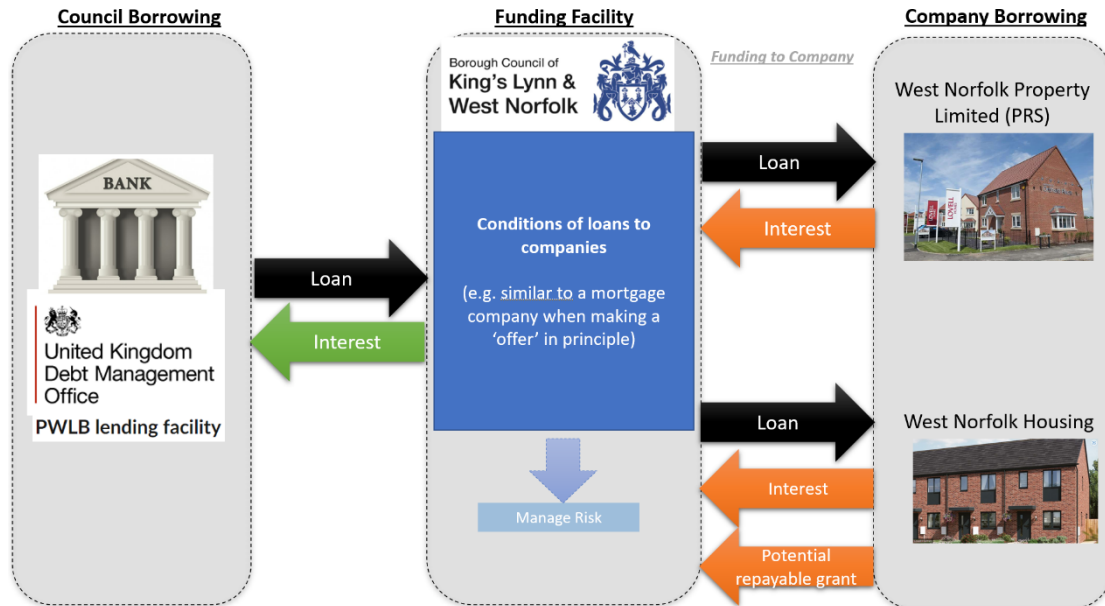 Council Borrowing
BANK
Loan
Interest
United Kingdom
Debt Management
Office
PWLB lending facility
Funding Facility
Borough Council of
King's Lynn &
West Norfolk
Conditions of loans to
companies
(e.g. similar to a mortgage
company when making a
‘offer’ in principle)
Manage Risk
Funding to Company
Loan
Interest
Loan
Interest
Potential
repayable grant
Company Borrowing
West Norfolk Property
Limited (PRS)
LOVELL
West Norfolk Housing